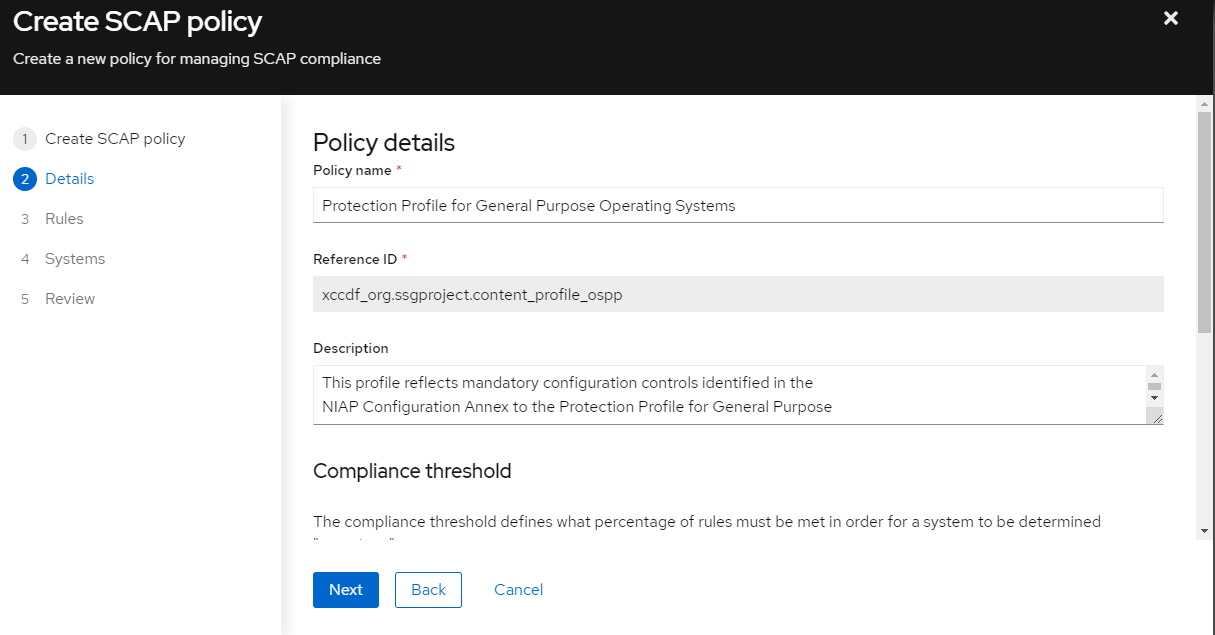 Create SCAP policy
Create a new policy for managing SCAP compliance
1 Create SCAP policy
2 Details
3 Rules
4 Systems
5 Review
Policy details
Policy name *
Protection Profile for General Purpose Operating Systems
Reference ID *
xccdf_org.ssgproject.content_profile_ospp
Description
This profile reflects mandatory configuration controls identified in the
NIAP Configuration Annex to the Protection Profile for General Purpose
Compliance threshold
The compliance threshold defines what percentage of rules must be met in order for a system to be determined
Next
Back
Cancel